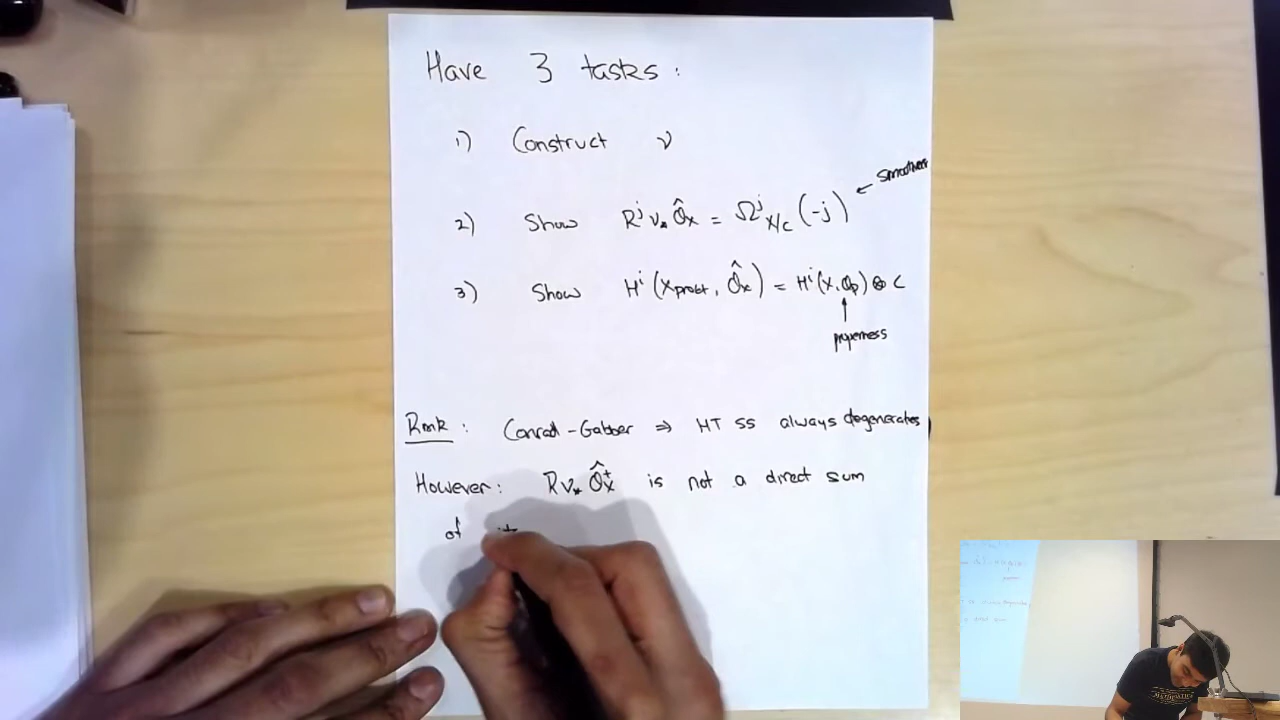 Have 3 tasks :
1) Construct ν
2) Show R^j ν_* Ô_X = Ω^j_{X/C} (-j) ← smoothness
3) Show H^i (X_proét, Ô_X) = H^i (X, Q_p) ⊗ C
↑
properness
Rmk : Conrad-Gabber ⇒ HT SS always degenerates
However : Rν_* Ô_X^+ is not a direct sum
of